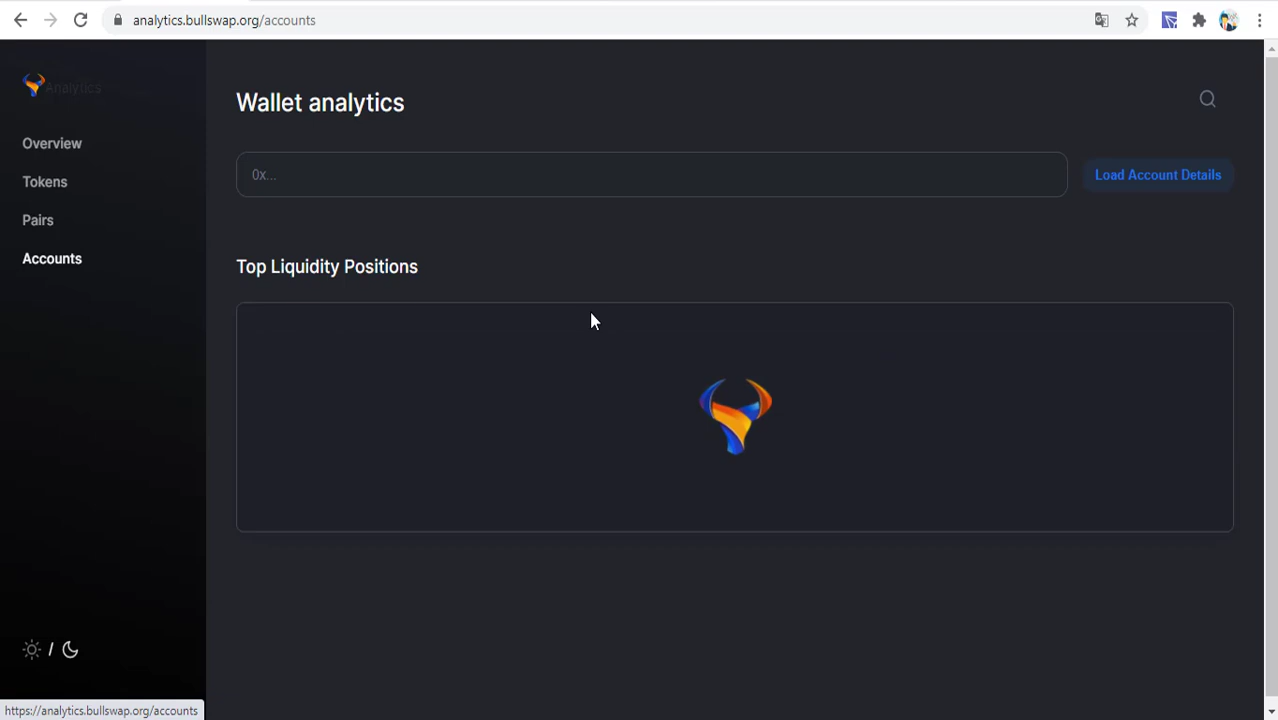 analytics.bullswap.org/accounts
Analytics
Wallet analytics
Overview
Tokens
Pairs
Accounts
0x...
Load Account Details
Top Liquidity Positions
/
https://analytics.bullswap.org/accounts